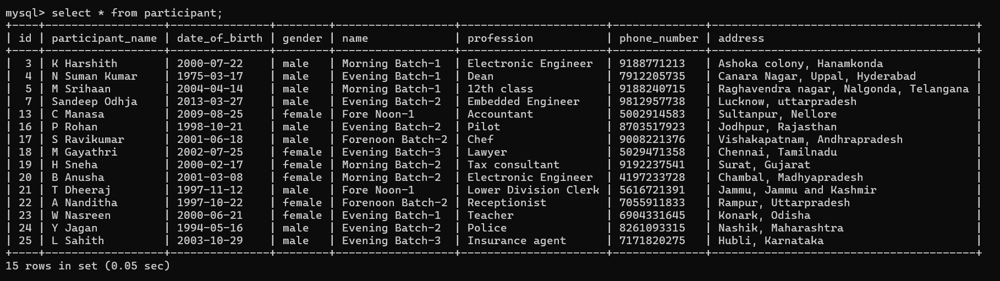 mysql> select * from participant;
+----+------------------+---------------+--------+------------------+----------------------+--------------+----------------------------------------+
| id | participant_name | date_of_birth | gender | name             | profession           | phone_number | address                                |
+----+------------------+---------------+--------+------------------+----------------------+--------------+----------------------------------------+
|  3 | K Harshith       | 2000-07-22    | male   | Morning Batch-1  | Electronic Engineer  | 9188771213   | Ashoka colony, Hanamkonda              |
|  4 | N Suman Kumar    | 1975-03-17    | male   | Evening Batch-1  | Dean                 | 7912205735   | Canara Nagar, Uppal, Hyderabad         |
|  5 | M Srihaan        | 2004-04-14    | male   | Morning Batch-1  | 12th class           | 9188240715   | Raghavendra nagar, Nalgonda, Telangana |
|  7 | Sandeep Odhja    | 2013-03-27    | male   | Evening Batch-2  | Embedded Engineer    | 9812957738   | Lucknow, uttarpradesh                  |
| 13 | C Manasa         | 2009-08-25    | female | Fore Noon-1      | Accountant           | 5002914583   | Sultanpur, Nellore                     |
| 16 | P Rohan          | 1998-10-21    | male   | Evening Batch-2  | Pilot                | 8703517923   | Jodhpur, Rajasthan                     |
| 17 | S Ravikumar      | 2001-06-18    | male   | Forenoon Batch-2 | Chef                 | 9008221376   | Vishakapatnam, Andhrapradesh           |
| 18 | M Gayathri       | 2002-07-25    | female | Evening Batch-3  | Lawyer               | 5029471358   | Chennai, Tamilnadu                     |
| 19 | H Sneha          | 2000-02-17    | female | Morning Batch-2  | Tax consultant       | 9192237541   | Surat, Gujarat                         |
| 20 | B Anusha         | 2001-03-08    | female | Morning Batch-2  | Electronic Engineer  | 4197233728   | Chambal, Madhyapradesh                 |
| 21 | T Dheeraj        | 1997-11-12    | male   | Fore Noon-1      | Lower Division Clerk | 5616721391   | Jammu, Jammu and Kashmir               |
| 22 | A Nanditha       | 1997-10-22    | female | Forenoon Batch-2 | Receptionist         | 7055911833   | Rampur, Uttarpradesh                   |
| 23 | W Nasreen        | 2000-06-21    | female | Evening Batch-1  | Teacher              | 6904331645   | Konark, Odisha                         |
| 24 | Y Jagan          | 1994-05-16    | male   | Evening Batch-2  | Police               | 8261093315   | Nashik, Maharashtra                    |
| 25 | L Sahith         | 2003-10-29    | male   | Evening Batch-3  | Insurance agent      | 7171820275   | Hubli, Karnataka                       |
+----+------------------+---------------+--------+------------------+----------------------+--------------+----------------------------------------+
15 rows in set (0.05 sec)